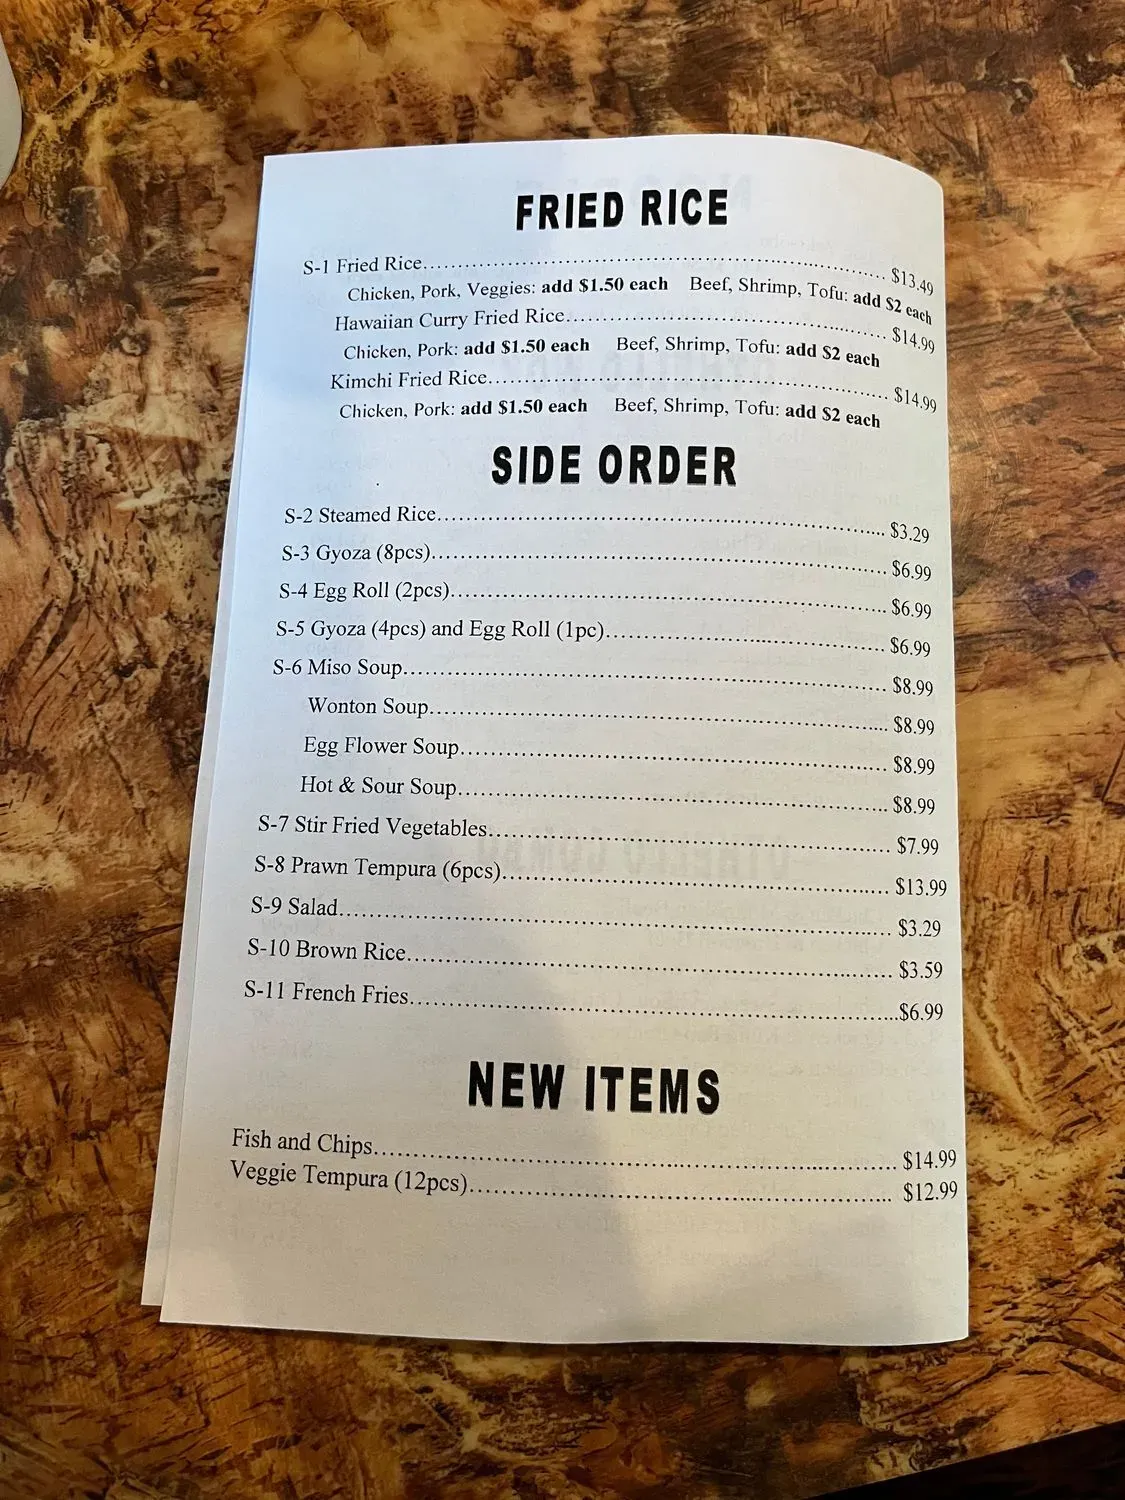 FRIED RICE
S-1 Fried Rice........................................ $13.49
Chicken, Pork, Veggies: add $1.50 each Beef, Shrimp, Tofu: add $2 each
Hawaiian Curry Fried Rice........................................ $14.99
Chicken, Pork: add $1.50 each Beef, Shrimp, Tofu: add $2 each
Kimchi Fried Rice........................................ $14.99
Chicken, Pork: add $1.50 each Beef, Shrimp, Tofu: add $2 each
SIDE ORDER
S-2 Steamed Rice........................................ $3.29
S-3 Gyoza (8pcs)........................................ $6.99
S-4 Egg Roll (2pcs)........................................ $6.99
S-5 Gyoza (4pcs) and Egg Roll (1pc)........................................ $6.99
S-6 Miso Soup........................................ $8.99
Wonton Soup........................................ $8.99
Egg Flower Soup........................................ $8.99
Hot & Sour Soup........................................ $8.99
S-7 Stir Fried Vegetables........................................ $7.99
S-8 Prawn Tempura (6pcs)........................................ $13.99
S-9 Salad........................................ $3.29
S-10 Brown Rice........................................ $3.59
S-11 French Fries........................................$6.99
NEW ITEMS
Fish and Chips........................................ $14.99
Veggie Tempura (12pcs)........................................ $12.99